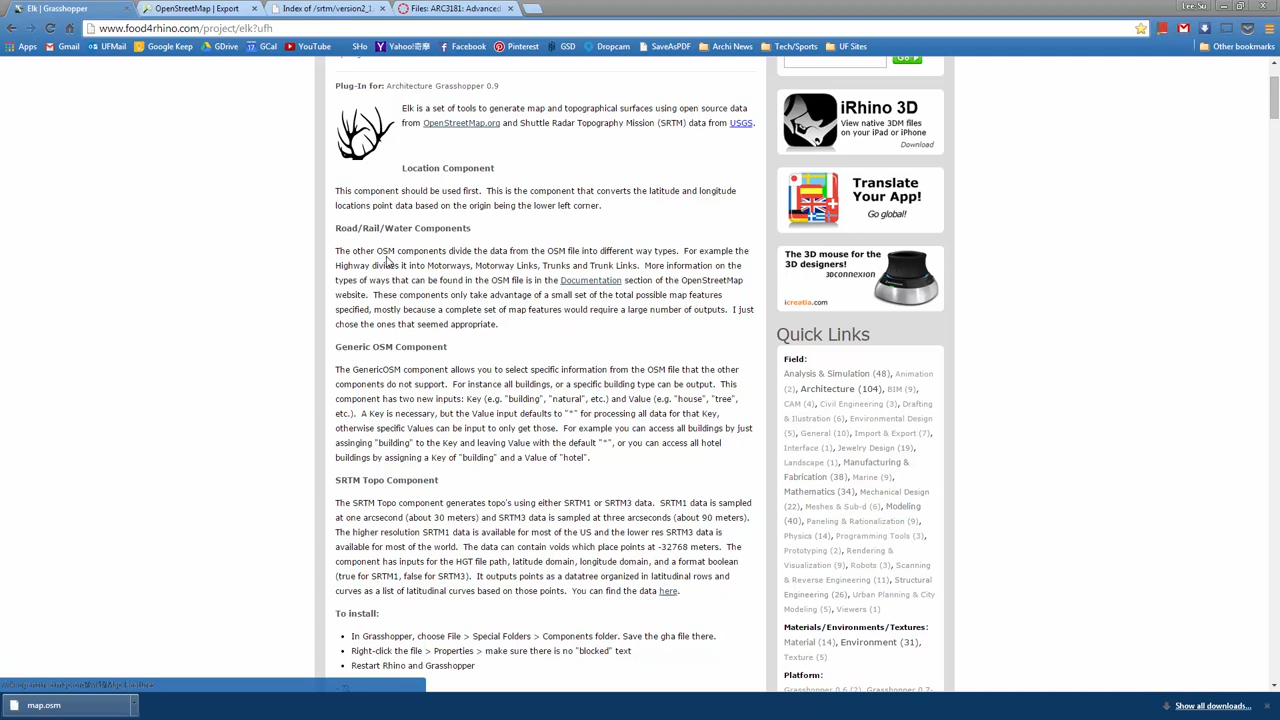 Elk | Grasshopper
OpenStreetMap | Export
Index of /srtm/version2_1
Files: ARC3181: Advanced
Lee-Su
www.food4rhino.com/project/elk?ufh
Apps
Gmail
UFMail
Google Keep
GDrive
GCal
YouTube
SHo
Yahoo!奇摩
Facebook
Pinterest
GSD
Dropcam
SaveAsPDF
Archi News
Tech/Sports
UF Sites
Other bookmarks
Go
Plug-In for: Architecture Grasshopper 0.9
Elk is a set of tools to generate map and topographical surfaces using open source data
from OpenStreetMap.org and Shuttle Radar Topography Mission (SRTM) data from USGS.
Location Component
This component should be used first. This is the component that converts the latitude and longitude
locations point data based on the origin being the lower left corner.
Road/Rail/Water Components
The other OSM components divide the data from the OSM file into different way types. For example the
Highway divides it into Motorways, Motorway Links, Trunks and Trunk Links. More information on the
types of ways that can be found in the OSM file is in the Documentation section of the OpenStreetMap
website. These components only take advantage of a small set of the total possible map features
specified, mostly because a complete set of map features would require a large number of outputs. I just
chose the ones that seemed appropriate.
Generic OSM Component
The GenericOSM component allows you to select specific information from the OSM file that the other
components do not support. For instance all buildings, or a specific building type can be output. This
component has two new inputs: Key (e.g. "building", "natural", etc.) and Value (e.g. "house", "tree",
etc.). A Key is necessary, but the Value input defaults to "*" for processing all data for that Key,
otherwise specific Values can be input to only get those. For example you can access all buildings by just
assinging "building" to the Key and leaving Value with the default "*", or you can access all hotel
buildings by assigning a Key of "building" and a Value of "hotel".
SRTM Topo Component
The SRTM Topo component generates topo's using either SRTM1 or SRTM3 data. SRTM1 data is sampled
at one arcsecond (about 30 meters) and SRTM3 data is sampled at three arcseconds (about 90 meters).
The higher resolution SRTM1 data is available for most of the US and the lower res SRTM3 data is
available for most of the world. The data can contain voids which place points at -32768 meters. The
component has inputs for the HGT file path, latitude domain, longitude domain, and a format boolean
(true for SRTM1, false for SRTM3). It outputs points as a datatree organized in latitudinal rows and
curves as a list of latitudinal curves based on those points. You can find the data here.
To install:
• In Grasshopper, choose File > Special Folders > Components folder. Save the gha file there.
• Right-click the file > Properties > make sure there is no "blocked" text
• Restart Rhino and Grasshopper
iRhino 3D
View native 3DM files
on your iPad or iPhone
Download
Translate
Your App!
Go global!
The 3D mouse for the
3D designers!
3DCONNEXION
icreatia.com
Quick Links
Field:
Analysis & Simulation (48), Animation
(2), Architecture (104), BIM (9),
CAM (4), Civil Engineering (3), Drafting
& Illustration (6), Environmental Design
(5), General (10), Import & Export (7),
Interface (1), Jewelry Design (19),
Landscape (1), Manufacturing &
Fabrication (38), Marine (9),
Mathematics (34), Mechanical Design
(22), Meshes & Sub-d (6), Modeling
(40), Paneling & Rationalization (9),
Physics (14), Programming Tools (3),
Prototyping (2), Rendering &
Visualization (9), Robots (3), Scanning
& Reverse Engineering (11), Structural
Engineering (26), Urban Planning & City
Modeling (5), Viewers (1)
Materials/Environments/Textures:
Material (14), Environment (31),
Texture (5)
Platform:
Grasshopper 0.6 (2), Grasshopper 0.7-
map.osm
Show all downloads...